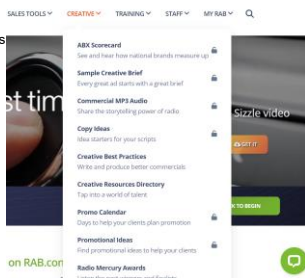 SALES TOOLS CREATIVE TRAINING STAFF MY RAB
s
ABX Scorecard
See and hear how national brands measure up
Sample Creative Brief
Every great ad starts with a great brief
Commercial MP3 Audio
Share the storytelling power of radio
st tim
Sizzle video
Copy Ideas
Idea starters for your scripts
GET IT
Creative Best Practices
Write and produce better commercials
Creative Resources Directory
Tap into a world of talent
Promo Calendar
Days to help your clients plan promotion
K TO BEGIN
Promotional Ideas
Find promotional ideas to help your clients
on RAB.con
Radio Mercury Awards